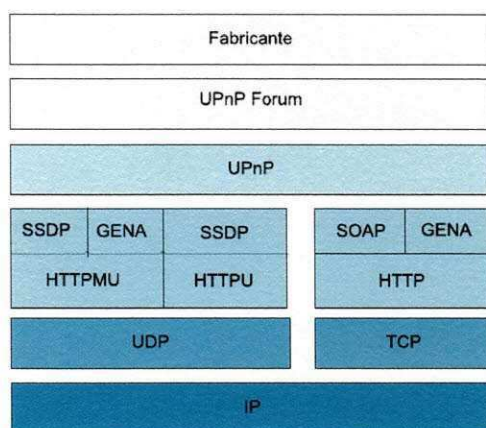 Fabricante
UPnP Forum
UPnP
SSDP GENA SSDP SOAP GENA
HTTPMU HTTPU HTTP
UDP TCP
IP